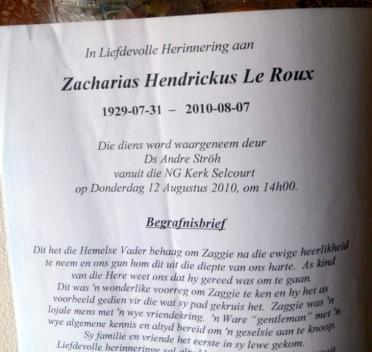 In Liefdevolle Herinnering aan
Zacharias Hendrickus Le Roux
1929-07-31 – 2010-08-07
Die diens word waargeneem deur
Ds Andre Ströh
vanuit die NG Kerk Selcourt
op Donderdag 12 Augustus 2010, om 14h00.
Begrafnisbrief
Dit het die Hemelse Vader behaag om Zaggie na die ewige heerlikheid
te neem en ons gun hom dit uit die diepte van ons harte. As kind
van die Here weet ons dat hy gereed was om te gaan.
Dit was 'n wonderlike voorreg om Zaggie te ken en hy het as
voorbeeld gedien vir die wat sy pad gekruis het. Zaggie was 'n
lojale mens met 'n wye vriendekring. 'n Ware "gentleman" met 'n
wye algemene kennis en altyd bereid om 'n geselsie aan te knoop.
Sy familie en vriende het eerste in sy lewe gekom.
Liefdevolle herinnerings sal